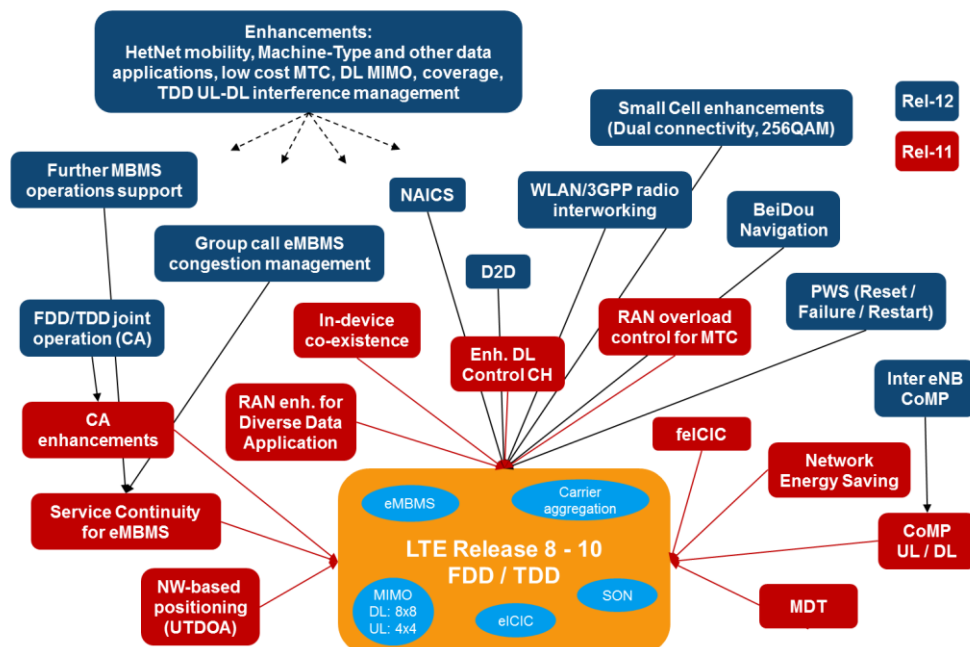 Enhancements:
HetNet mobility, Machine-Type and other data
applications, low cost MTC, DL MIMO, coverage,
TDD UL-DL interference management
Small Cell enhancements
(Dual connectivity, 256QAM)
Rel-12
Rel-11
Further MBMS
operations support
NAICS
WLAN/3GPP radio
interworking
BeiDou
Navigation
Group call eMBMS
congestion management
D2D
PWS (Reset /
Failure / Restart)
FDD/TDD joint
operation (CA)
In-device
co-existence
Enh. DL
Control CH
RAN overload
control for MTC
Inter eNB
CoMP
CA
enhancements
RAN enh. for
Diverse Data
Application
feICIC
Network
Energy Saving
Service Continuity
for eMBMS
eMBMS
Carrier
aggregation
CoMP
UL / DL
LTE Release 8 - 10
FDD / TDD
NW-based
positioning
(UTDOA)
MIMO
DL: 8x8
UL: 4x4
eICIC
SON
MDT